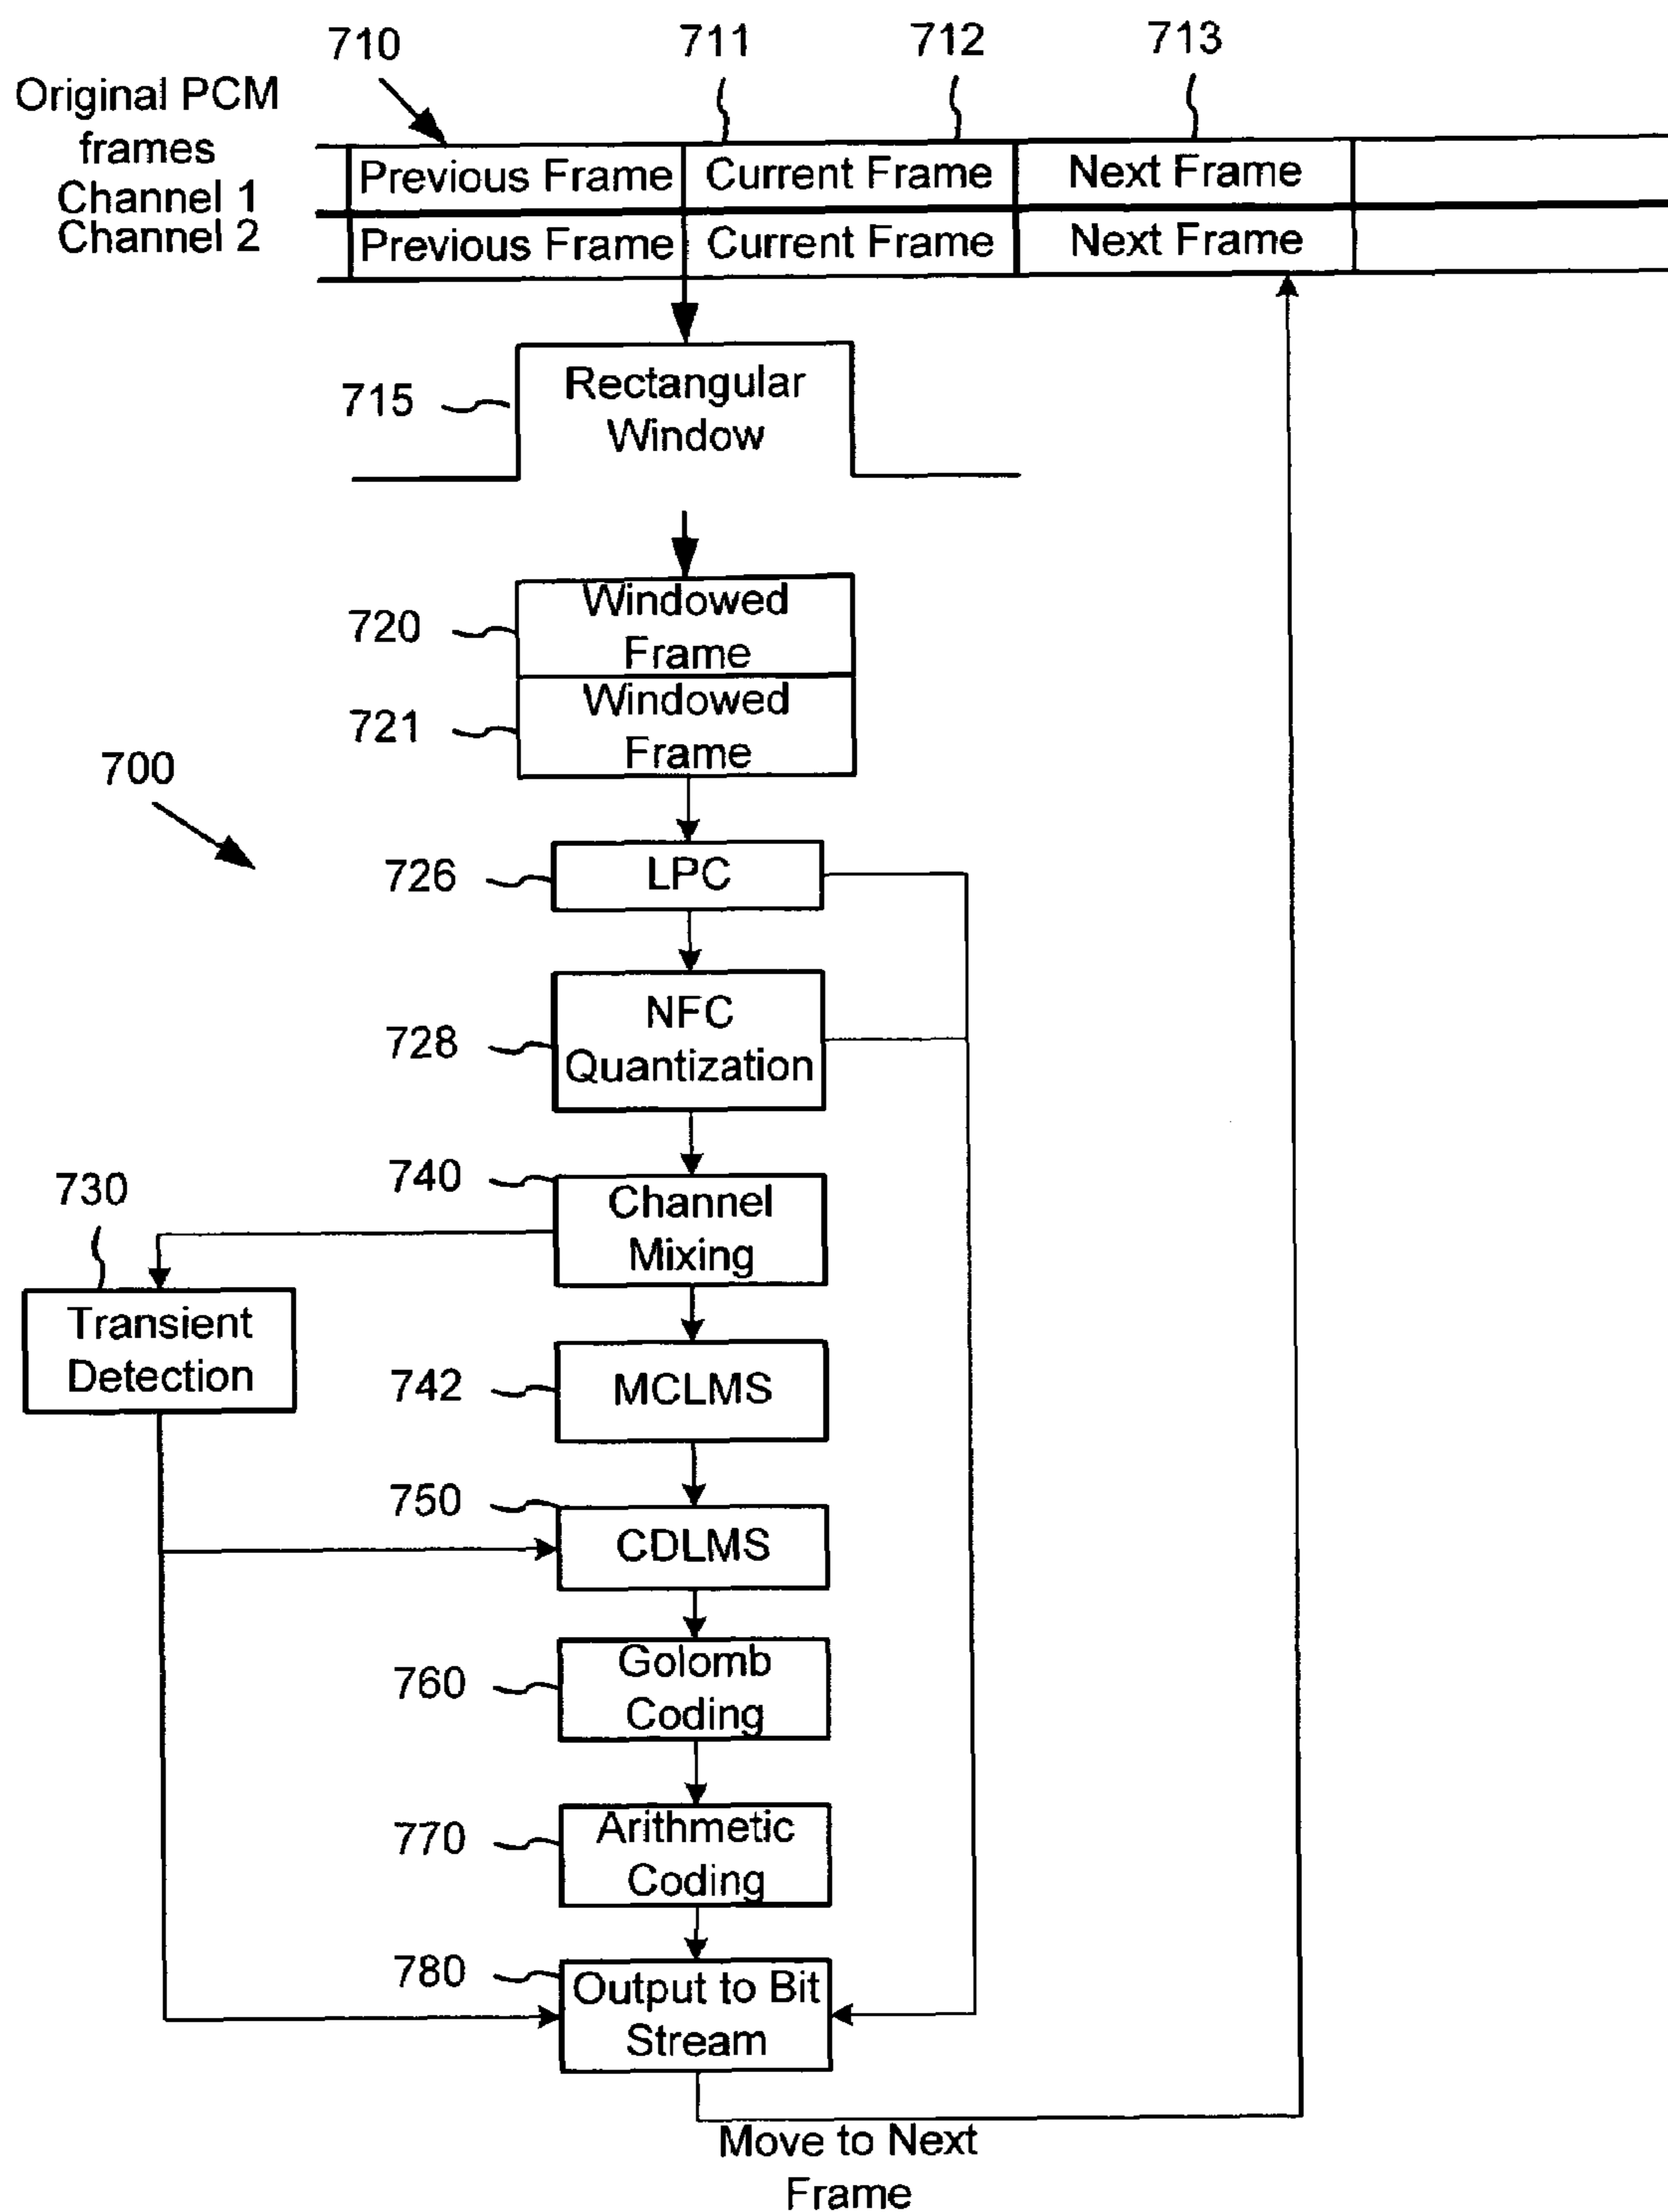 710
711
712
713
Original PCM
frames
Channel 1
Channel 2
Previous Frame
Current Frame
Next Frame
Previous Frame
Current Frame
Next Frame
715
Rectangular
Window
720
Windowed
Frame
721
Windowed
Frame
700
726
LPC
728
NFC
Quantization
730
740
Channel
Mixing
Transient
Detection
742
MCLMS
750
CDLMS
760
Golomb
Coding
770
Arithmetic
Coding
780
Output to Bit
Stream
Move to Next
Frame